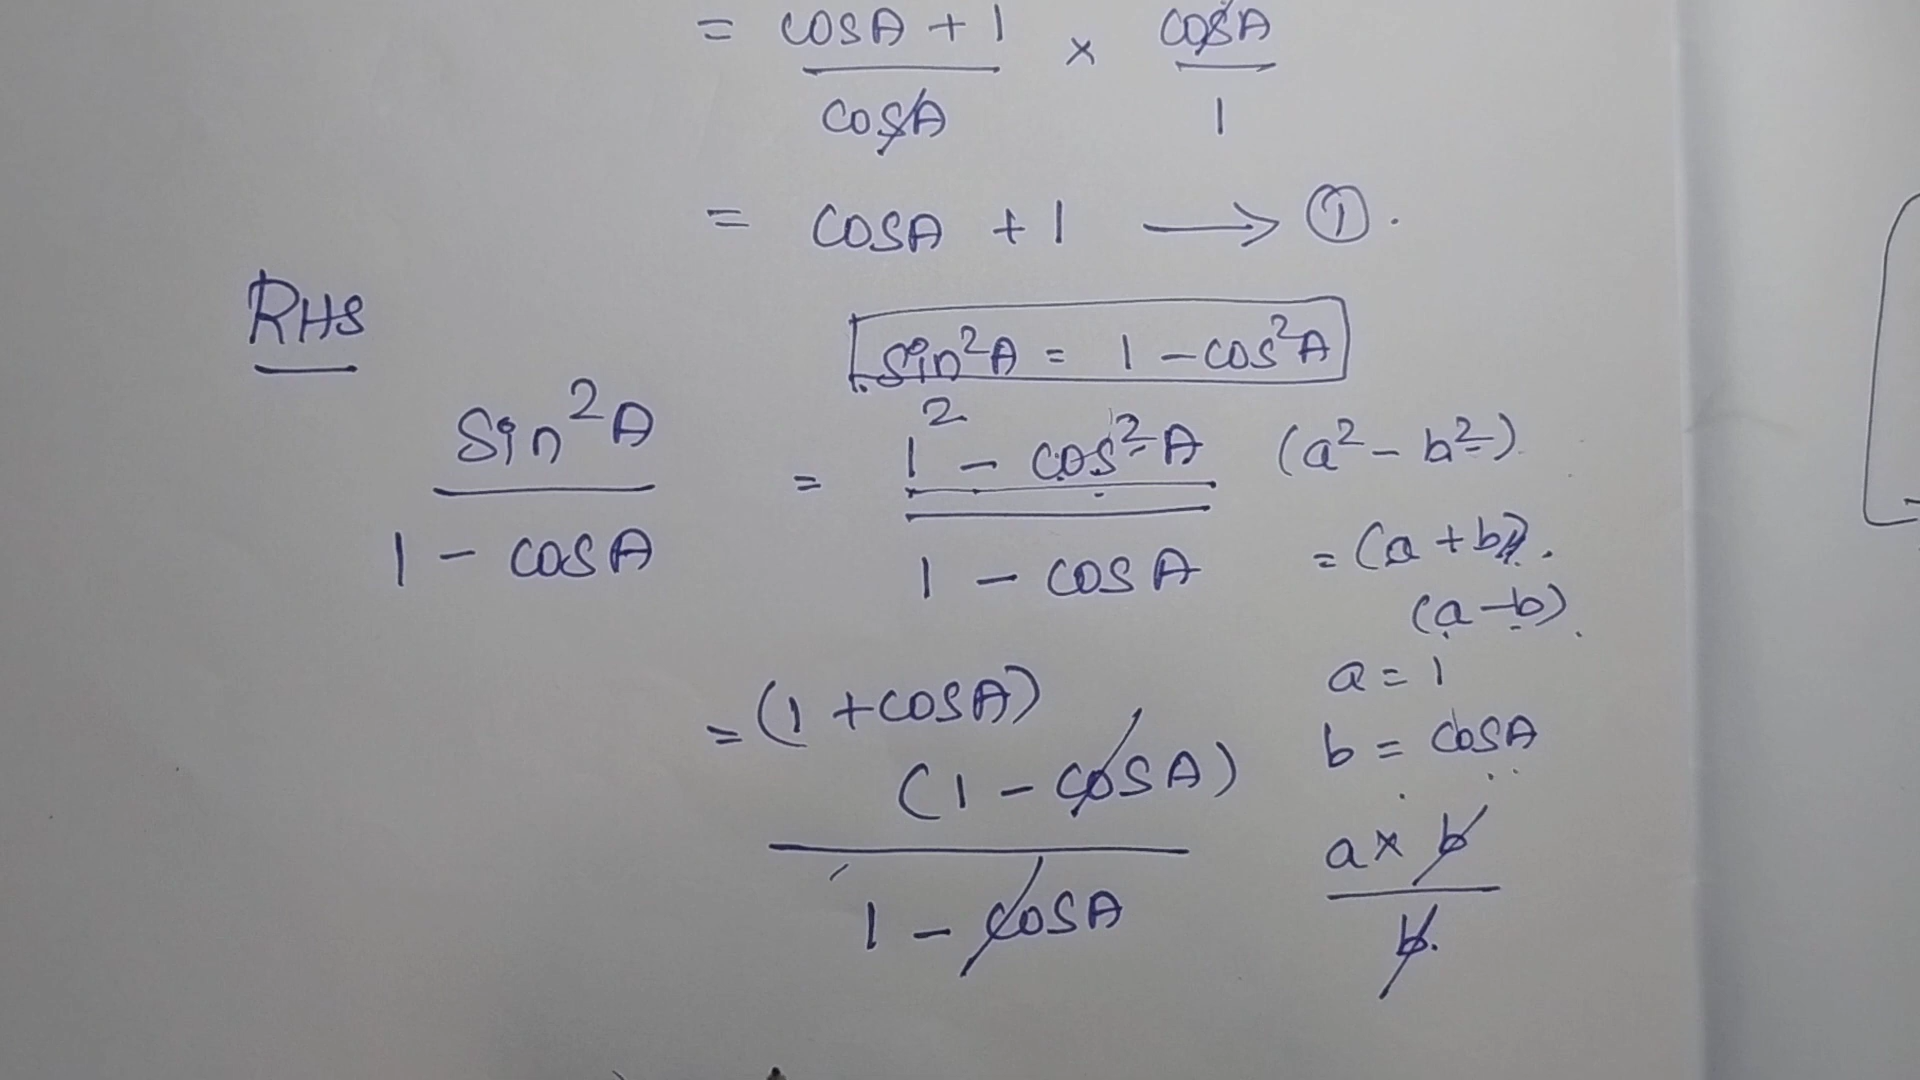 = cosA + 1 × cosA
cosA 1
= cosA + 1 → ①.
RHS
sin²A = 1 - cos²A
sin²A = 1² - cos²A (a² - b²)
1 - cosA 1 - cosA = (a + b).
(a - b)
= (1 + cosA) a = 1
(1 - cosA) b = cosA
1 - cosA a × b
b.